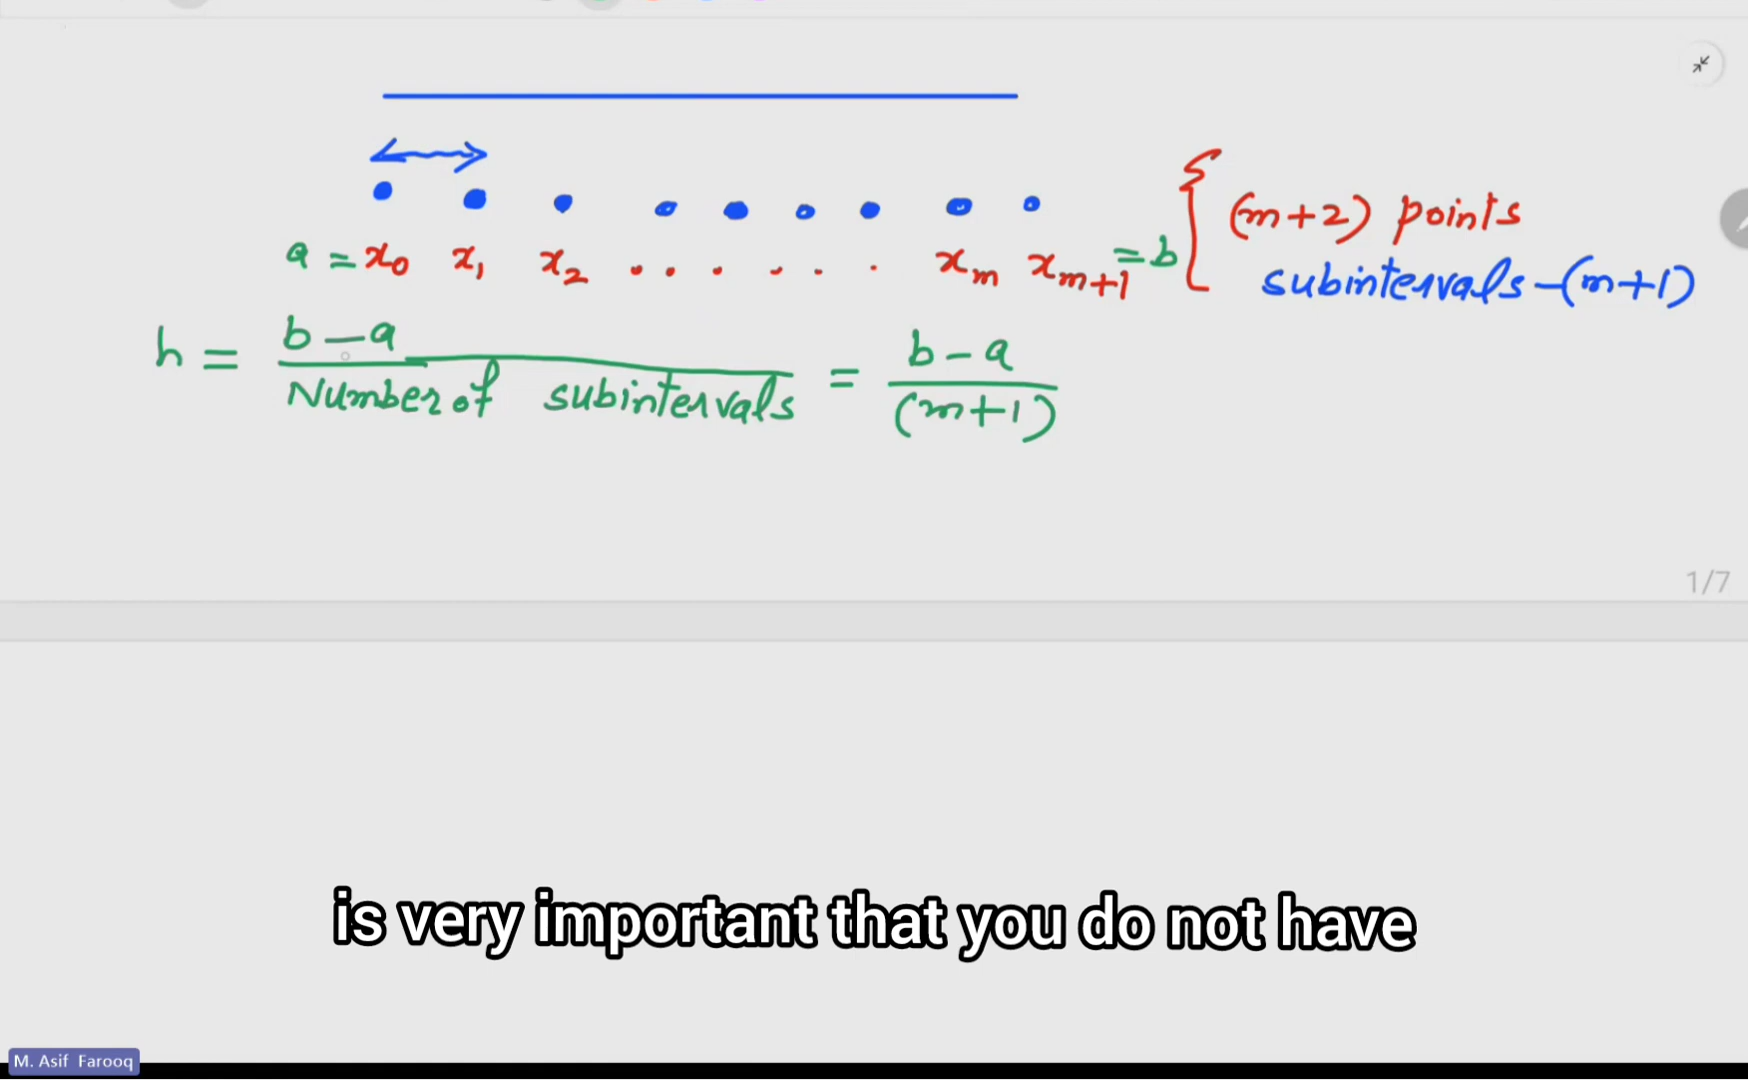 a = x₀ x₁ x₂ . . . . . . . xₘ xₘ₊₁ = b { (m+2) points
subintervals – (m+1)
h = b – a / Number of subintervals = b – a / (m+1)
1/7
is very important that you do not have
M. Asif Farooq